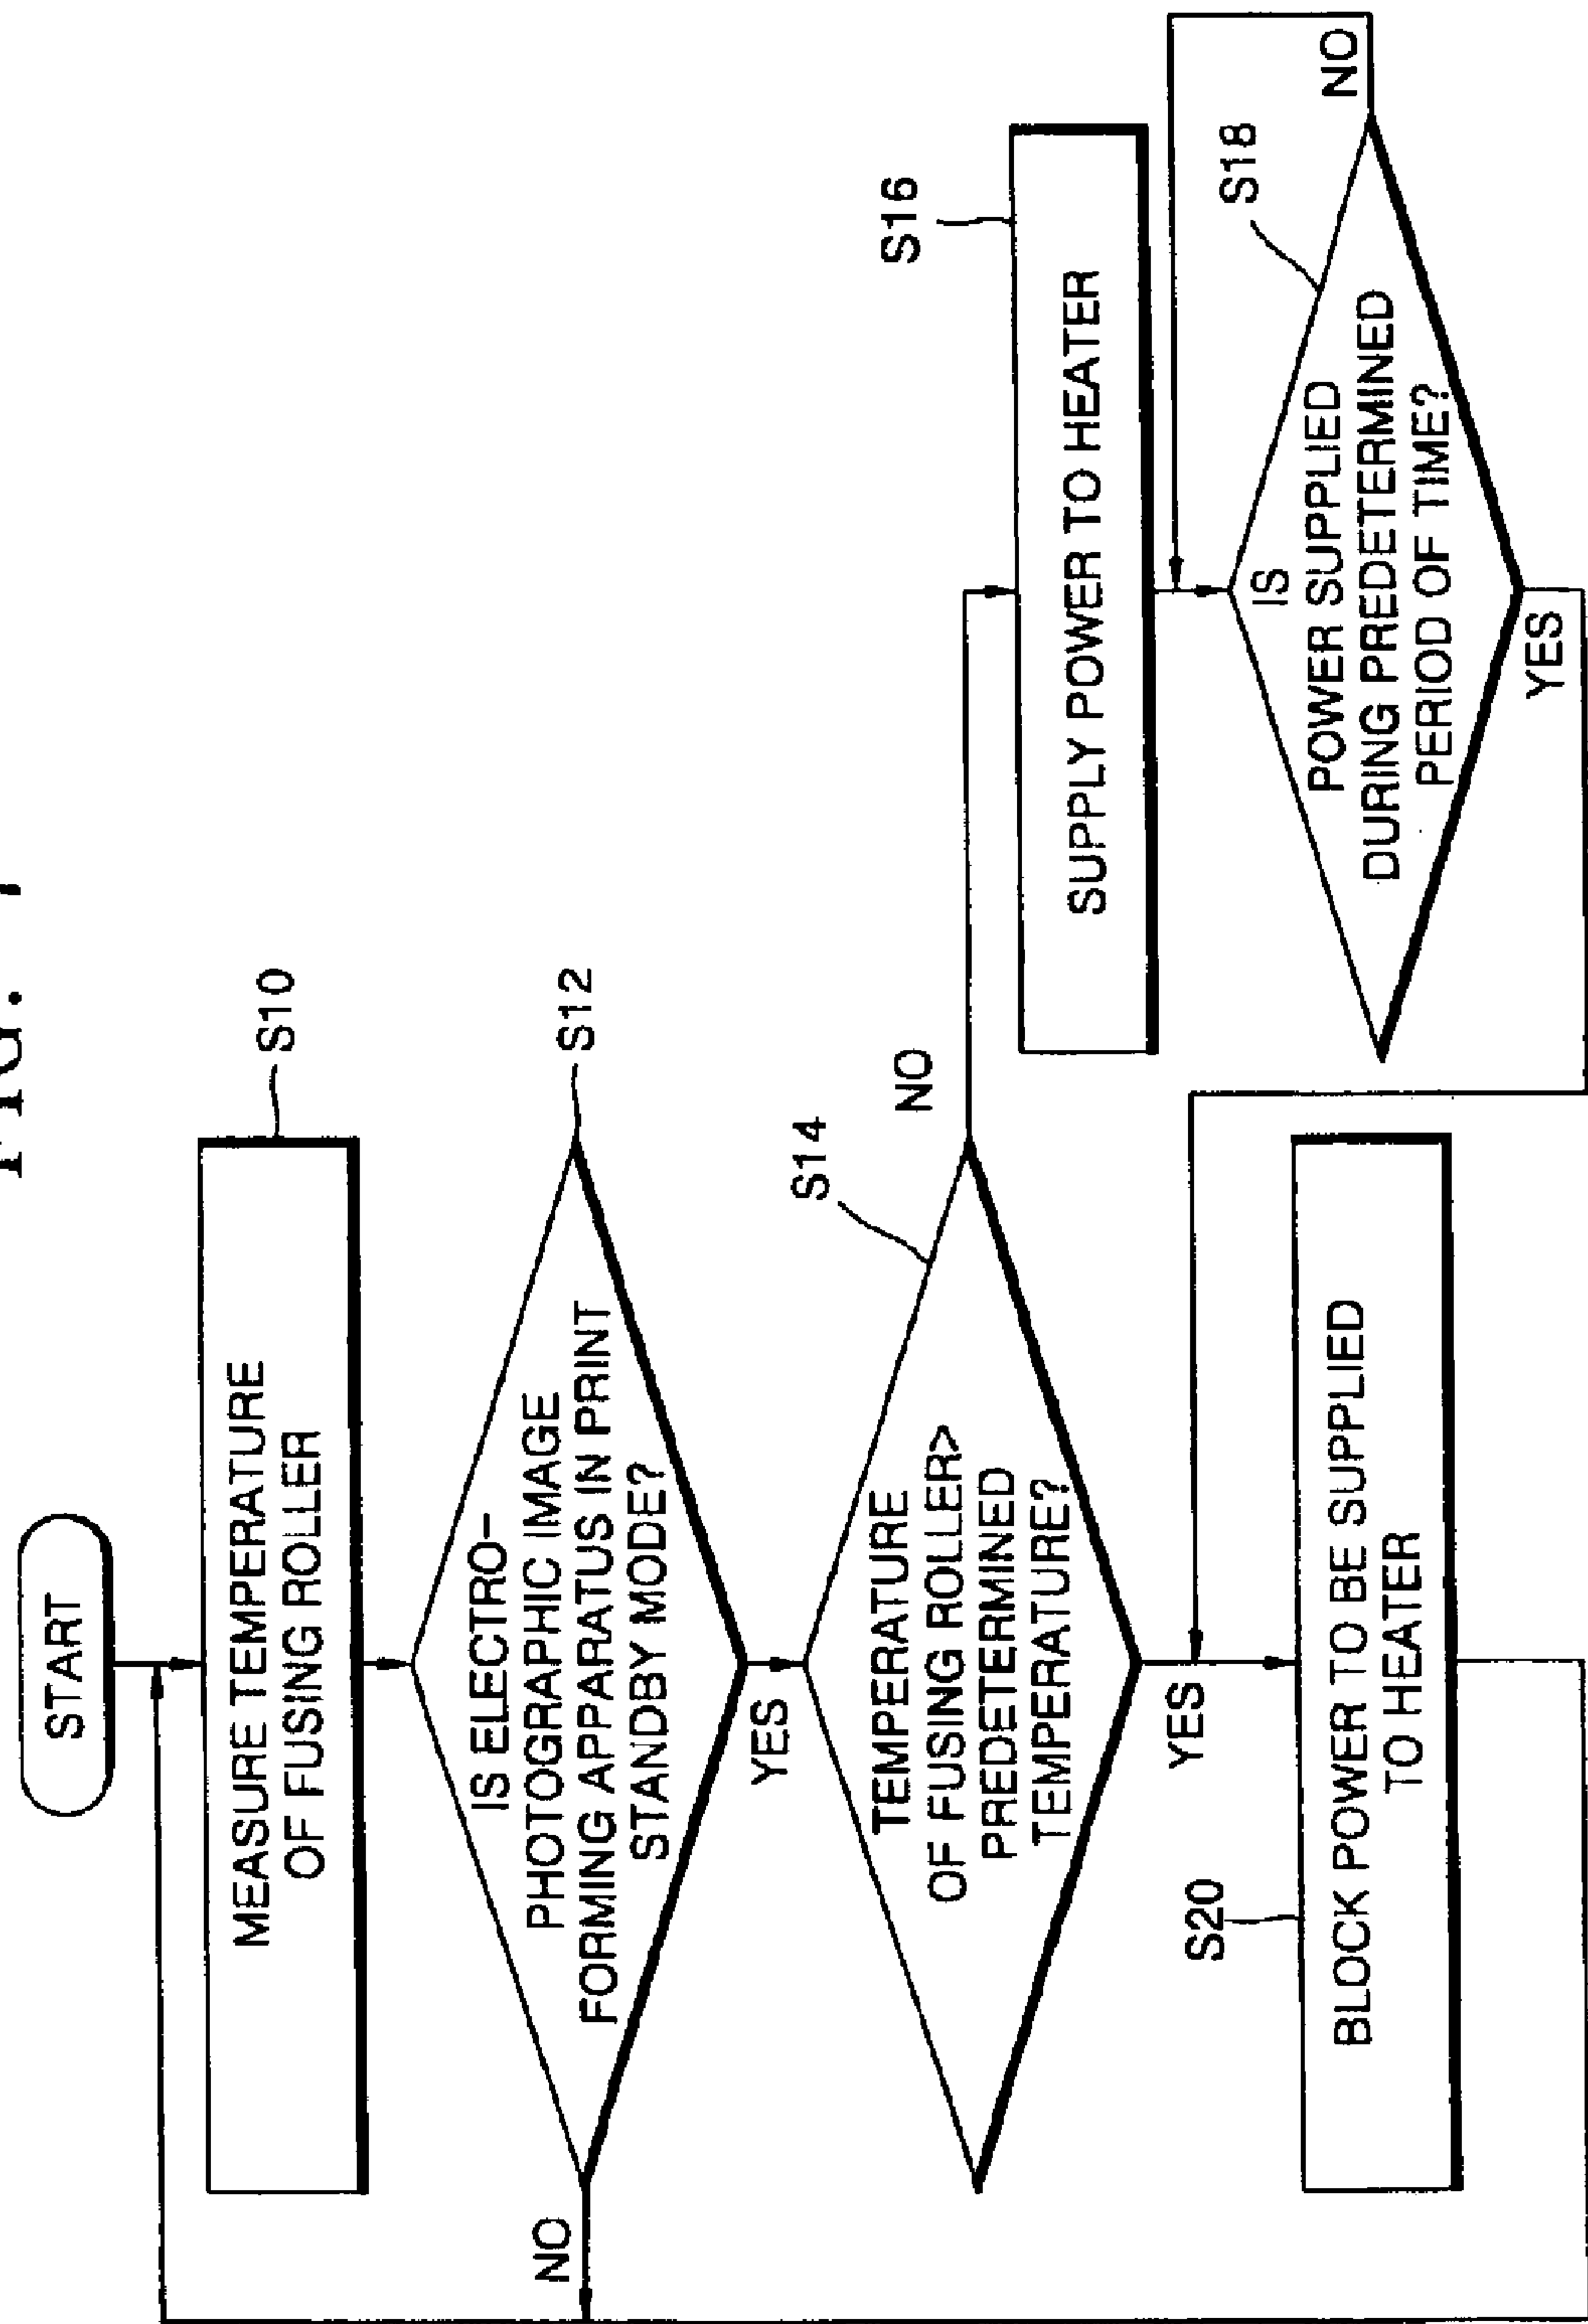 START
MEASURE TEMPERATURE
OF FUSING ROLLER
S10
IS ELECTRO-
PHOTOGRAPHIC IMAGE
FORMING APPARATUS IN PRINT
STANDBY MODE?
S12
NO
YES
TEMPERATURE
OF FUSING ROLLER>
PREDETERMINED
TEMPERATURE?
S14
NO
YES
SUPPLY POWER TO HEATER
S16
IS
POWER SUPPLIED
DURING PREDETERMINED
PERIOD OF TIME?
S18
NO
YES
S20
BLOCK POWER TO BE SUPPLIED
TO HEATER